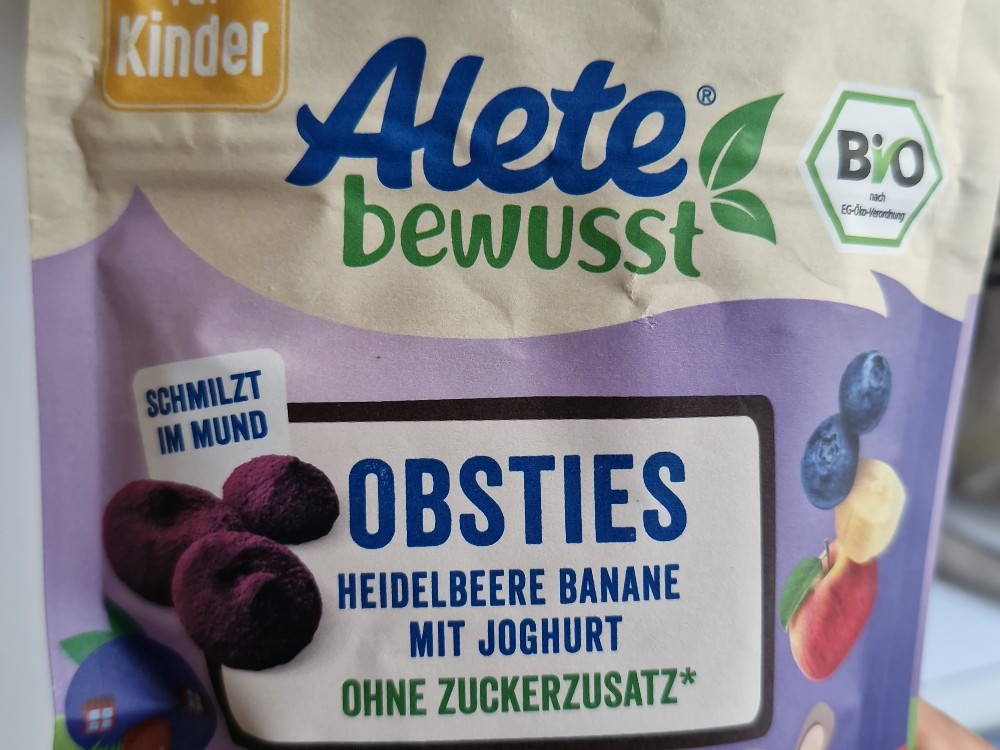 Kinder
Alete®
bewusst
BiO
nach
EG-Öko-Verordnung
SCHMILZT
IM MUND
OBSTIES
HEIDELBEERE BANANE
MIT JOGHURT
OHNE ZUCKERZUSATZ*